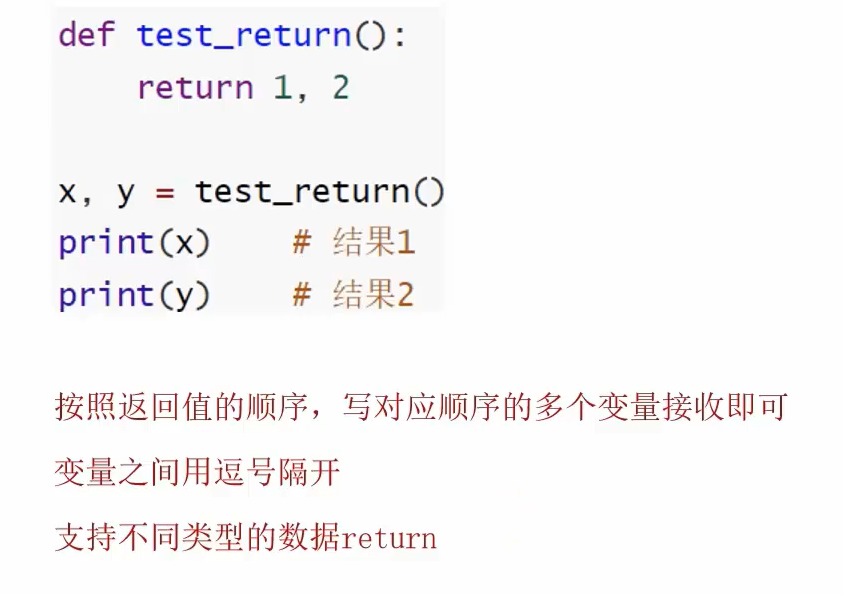 def test_return():
    return 1, 2
x, y = test_return()
print(x)    # 结果1
print(y)    # 结果2
按照返回值的顺序，写对应顺序的多个变量接收即可
变量之间用逗号隔开
支持不同类型的数据return